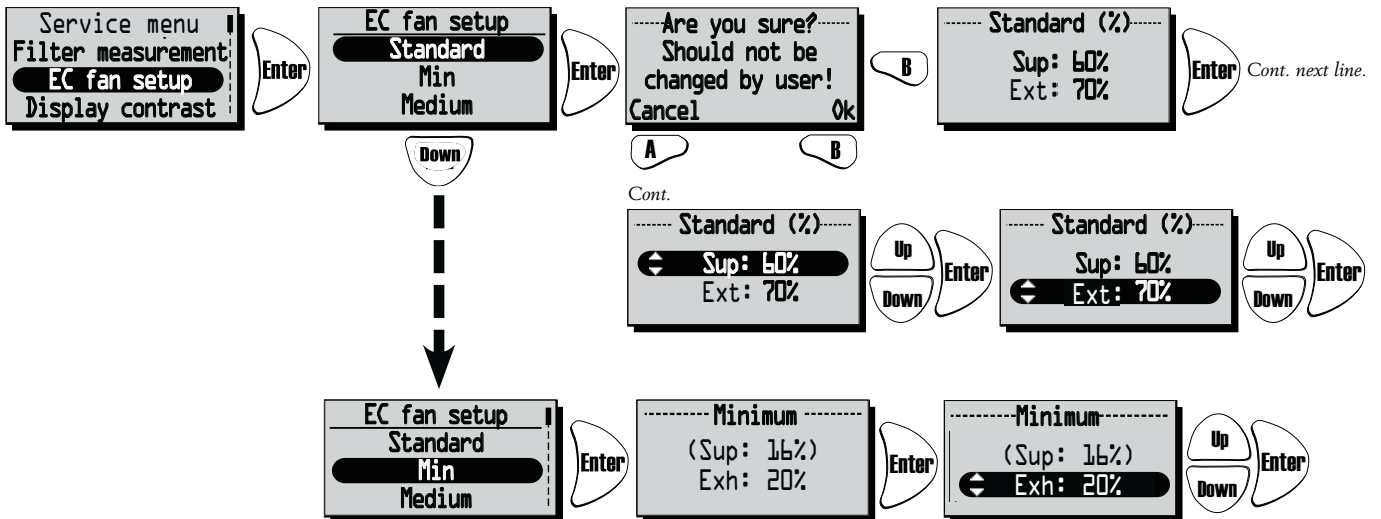 Service menu
Filter measurement
EC fan setup
Display contrast
Enter
EC fan setup
Standard
Min
Medium
Enter
Down
Are you sure?
Should not be
changed by user!
Cancel Ok
A B
B
Standard (%)
Sup: 60%
Ext: 70%
Enter
Cont. next line.
Cont.
Standard (%)
Sup: 60%
Ext: 70%
Up
Down
Enter
Standard (%)
Sup: 60%
Ext: 70%
Up
Down
Enter
EC fan setup
Standard
Min
Medium
Enter
Minimum
(Sup: 16%)
Exh: 20%
Enter
Minimum
(Sup: 16%)
Exh: 20%
Up
Down
Enter